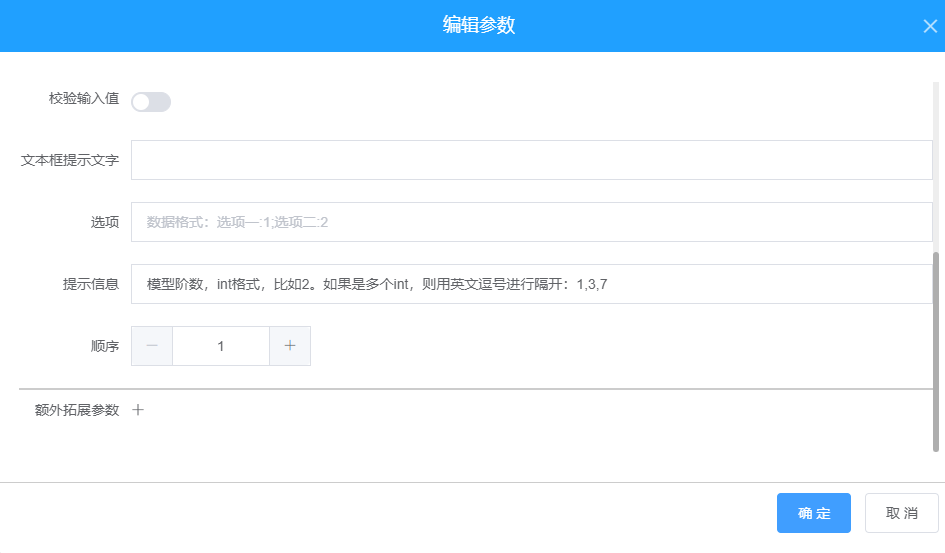 编辑参数
校验输入值
文本框提示文字
选项 数据格式：选项一:1;选项二:2
提示信息 模型阶数，int格式，比如2。如果是多个int，则用英文逗号进行隔开：1,3,7
顺序 1
额外拓展参数
确定 取消